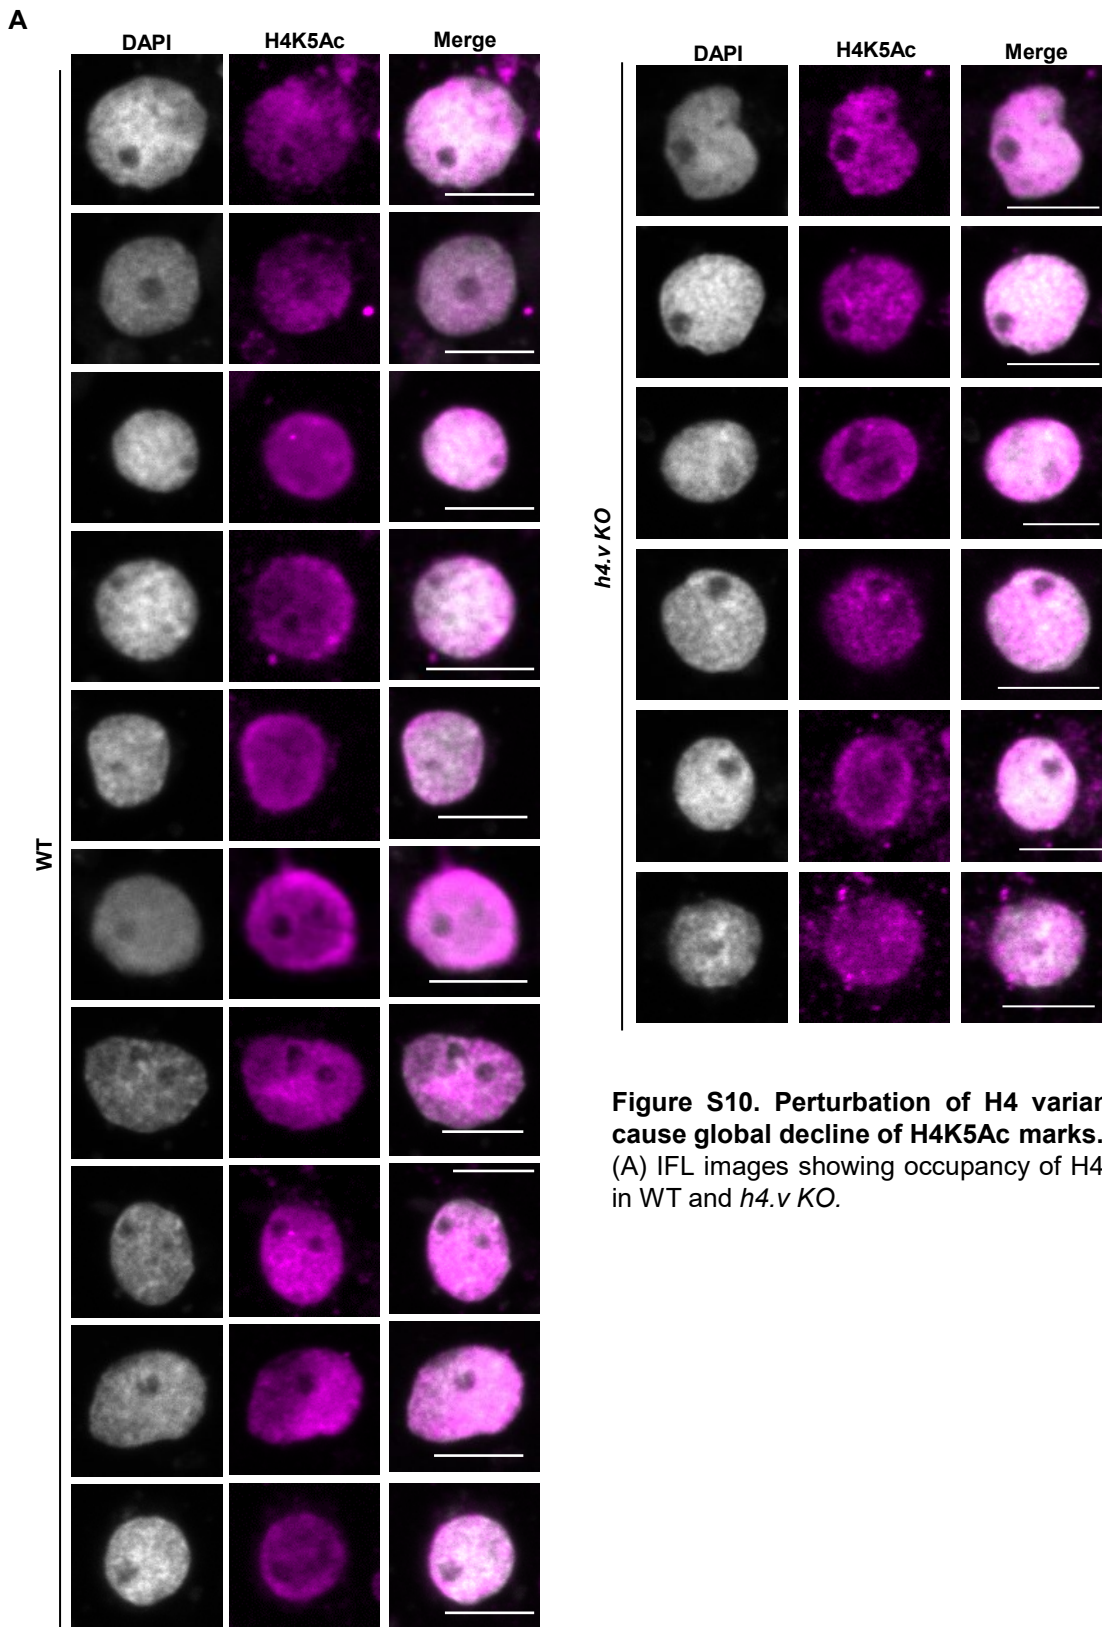 A
DAPI H4K5Ac Merge
WT
DAPI H4K5Ac Merge
h4.v KO
Figure S10. Perturbation of H4 varian
cause global decline of H4K5Ac marks.
(A) IFL images showing occupancy of H4
in WT and h4.v KO.